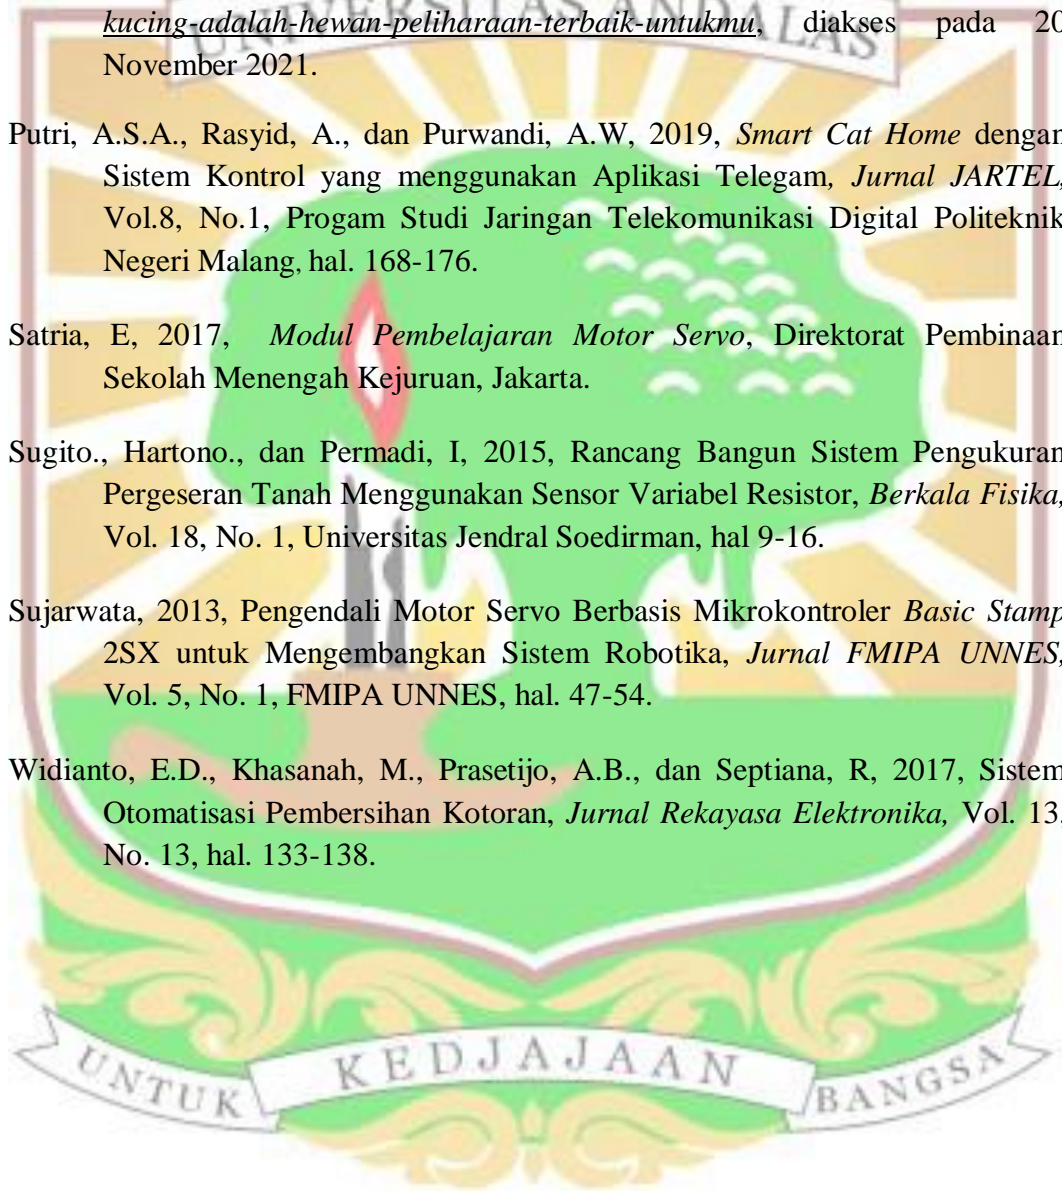 UNIVERSITAS ANDALAS
kucing-adalah-hewan-peliharaan-terbaik-untukmu, diakses pada 20
November 2021.
Putri, A.S.A., Rasyid, A., dan Purwandi, A.W, 2019, Smart Cat Home dengan
Sistem Kontrol yang menggunakan Aplikasi Telegam, Jurnal JARTEL,
Vol.8, No.1, Progam Studi Jaringan Telekomunikasi Digital Politeknik
Negeri Malang, hal. 168-176.
Satria, E, 2017, Modul Pembelajaran Motor Servo, Direktorat Pembinaan
Sekolah Menengah Kejuruan, Jakarta.
Sugito., Hartono., dan Permadi, I, 2015, Rancang Bangun Sistem Pengukuran
Pergeseran Tanah Menggunakan Sensor Variabel Resistor, Berkala Fisika,
Vol. 18, No. 1, Universitas Jendral Soedirman, hal 9-16.
Sujarwata, 2013, Pengendali Motor Servo Berbasis Mikrokontroler Basic Stamp
2SX untuk Mengembangkan Sistem Robotika, Jurnal FMIPA UNNES,
Vol. 5, No. 1, FMIPA UNNES, hal. 47-54.
Widianto, E.D., Khasanah, M., Prasetijo, A.B., dan Septiana, R, 2017, Sistem
Otomatisasi Pembersihan Kotoran, Jurnal Rekayasa Elektronika, Vol. 13.
No. 13, hal. 133-138.
UNTUK KEDJAJAAN BANGSA